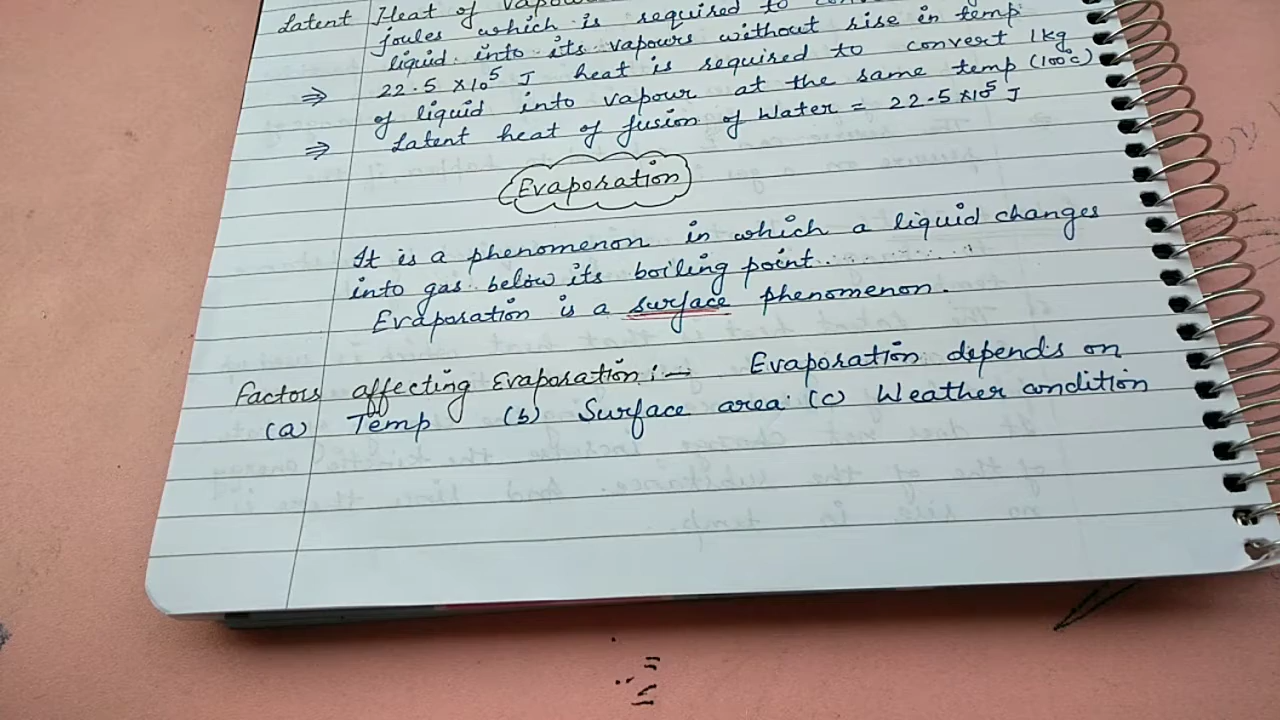 Latent Heat of
joules which is required to
liquid into its vapours without rise in temp
⇒ 22.5 ×10⁵ J heat is required to convert 1kg
of liquid into vapour at the same temp (100°c)
⇒ Latent heat of fusion of Water = 22.5×10⁵ J
Evaporation
It is a phenomenon in which a liquid changes
into gas below its boiling point.
Evaporation is a surface phenomenon.
Factors affecting Evaporation :- Evaporation depends on
(a) Temp (b) Surface area (c) Weather condition